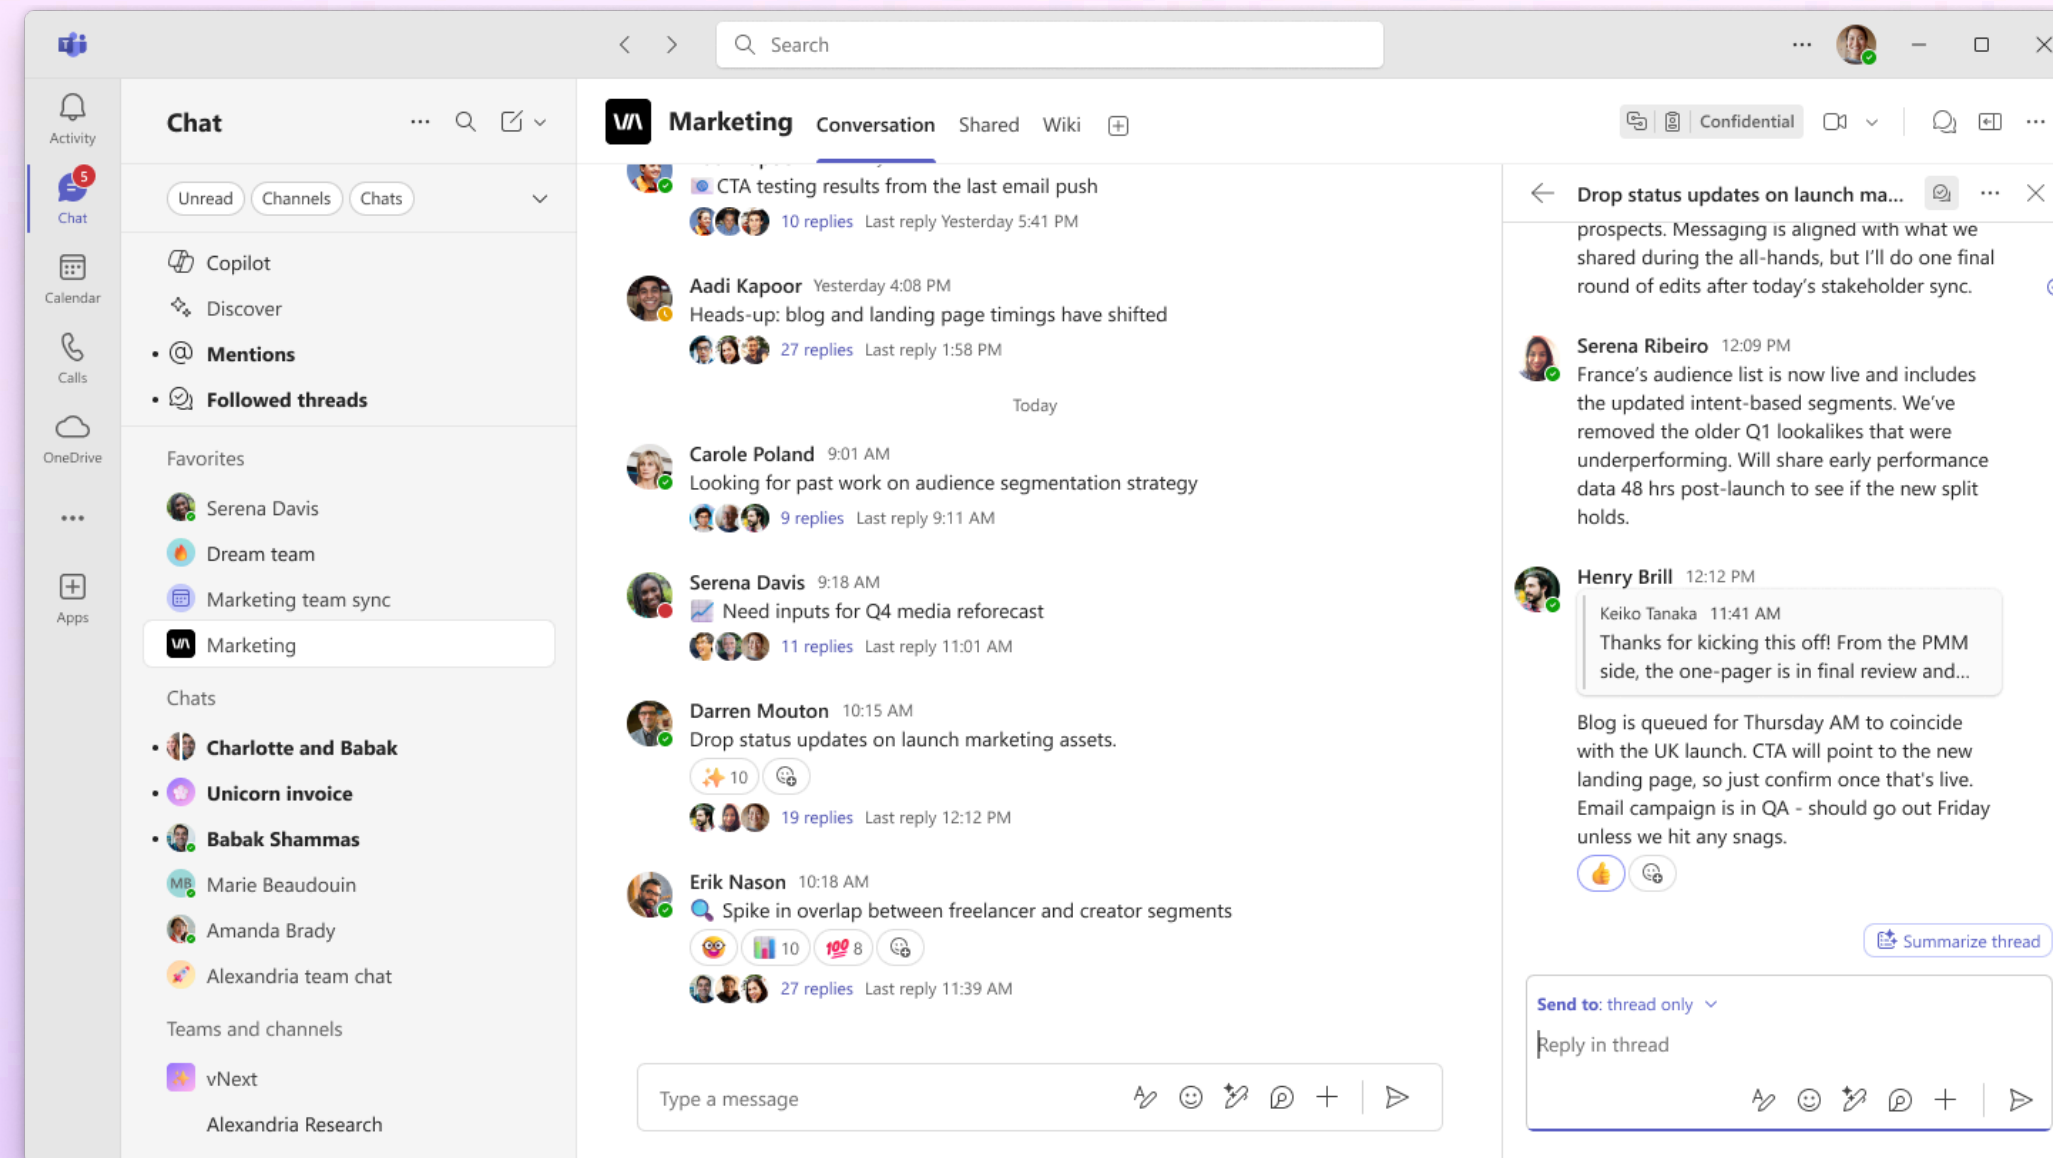 Search
Activity
5
Chat
Calendar
Calls
OneDrive
Apps
Chat
Unread
Channels
Chats
Copilot
Discover
Mentions
Followed threads
Favorites
Serena Davis
Dream team
Marketing team sync
Marketing
Chats
Charlotte and Babak
Unicorn invoice
Babak Shammas
MB
Marie Beaudouin
Amanda Brady
Alexandria team chat
Teams and channels
vNext
Alexandria Research
Marketing
Conversation
Shared
Wiki
Confidential
CTA testing results from the last email push
10 replies Last reply Yesterday 5:41 PM
Aadi Kapoor Yesterday 4:08 PM
Heads-up: blog and landing page timings have shifted
27 replies Last reply 1:58 PM
Today
Carole Poland 9:01 AM
Looking for past work on audience segmentation strategy
9 replies Last reply 9:11 AM
Serena Davis 9:18 AM
Need inputs for Q4 media reforecast
11 replies Last reply 11:01 AM
Darren Mouton 10:15 AM
Drop status updates on launch marketing assets.
10
19 replies Last reply 12:12 PM
Erik Nason 10:18 AM
Spike in overlap between freelancer and creator segments
10
8
27 replies Last reply 11:39 AM
Type a message
Drop status updates on launch ma...
prospects. Messaging is aligned with what we
shared during the all-hands, but I’ll do one final
round of edits after today’s stakeholder sync.
Serena Ribeiro 12:09 PM
France’s audience list is now live and includes
the updated intent-based segments. We’ve
removed the older Q1 lookalikes that were
underperforming. Will share early performance
data 48 hrs post-launch to see if the new split
holds.
Henry Brill 12:12 PM
Keiko Tanaka 11:41 AM
Thanks for kicking this off! From the PMM
side, the one-pager is in final review and...
Blog is queued for Thursday AM to coincide
with the UK launch. CTA will point to the new
landing page, so just confirm once that's live.
Email campaign is in QA - should go out Friday
unless we hit any snags.
Summarize thread
Send to: thread only
Reply in thread